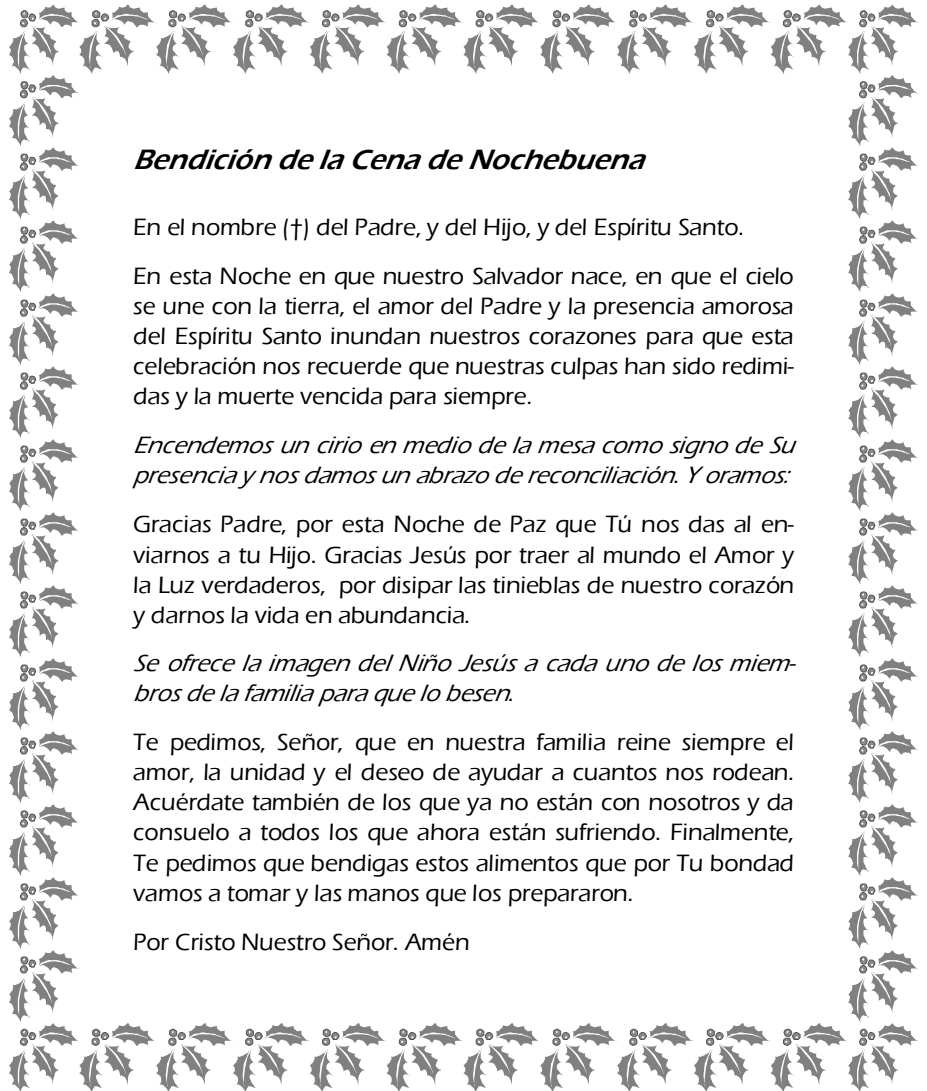 Bendición de la Cena de Nochebuena
En el nombre (†) del Padre, y del Hijo, y del Espíritu Santo.
En esta Noche en que nuestro Salvador nace, en que el cielo
se une con la tierra, el amor del Padre y la presencia amorosa
del Espíritu Santo inundan nuestros corazones para que esta
celebración nos recuerde que nuestras culpas han sido redimi-
das y la muerte vencida para siempre.
Encendemos un cirio en medio de la mesa como signo de Su
presencia y nos damos un abrazo de reconciliación. Y oramos:
Gracias Padre, por esta Noche de Paz que Tú nos das al en-
viarnos a tu Hijo. Gracias Jesús por traer al mundo el Amor y
la Luz verdaderos,  por disipar las tinieblas de nuestro corazón
y darnos la vida en abundancia.
Se ofrece la imagen del Niño Jesús a cada uno de los miem-
bros de la familia para que lo besen.
Te pedimos, Señor, que en nuestra familia reine siempre el
amor, la unidad y el deseo de ayudar a cuantos nos rodean.
Acuérdate también de los que ya no están con nosotros y da
consuelo a todos los que ahora están sufriendo. Finalmente,
Te pedimos que bendigas estos alimentos que por Tu bondad
vamos a tomar y las manos que los prepararon.
Por Cristo Nuestro Señor. Amén